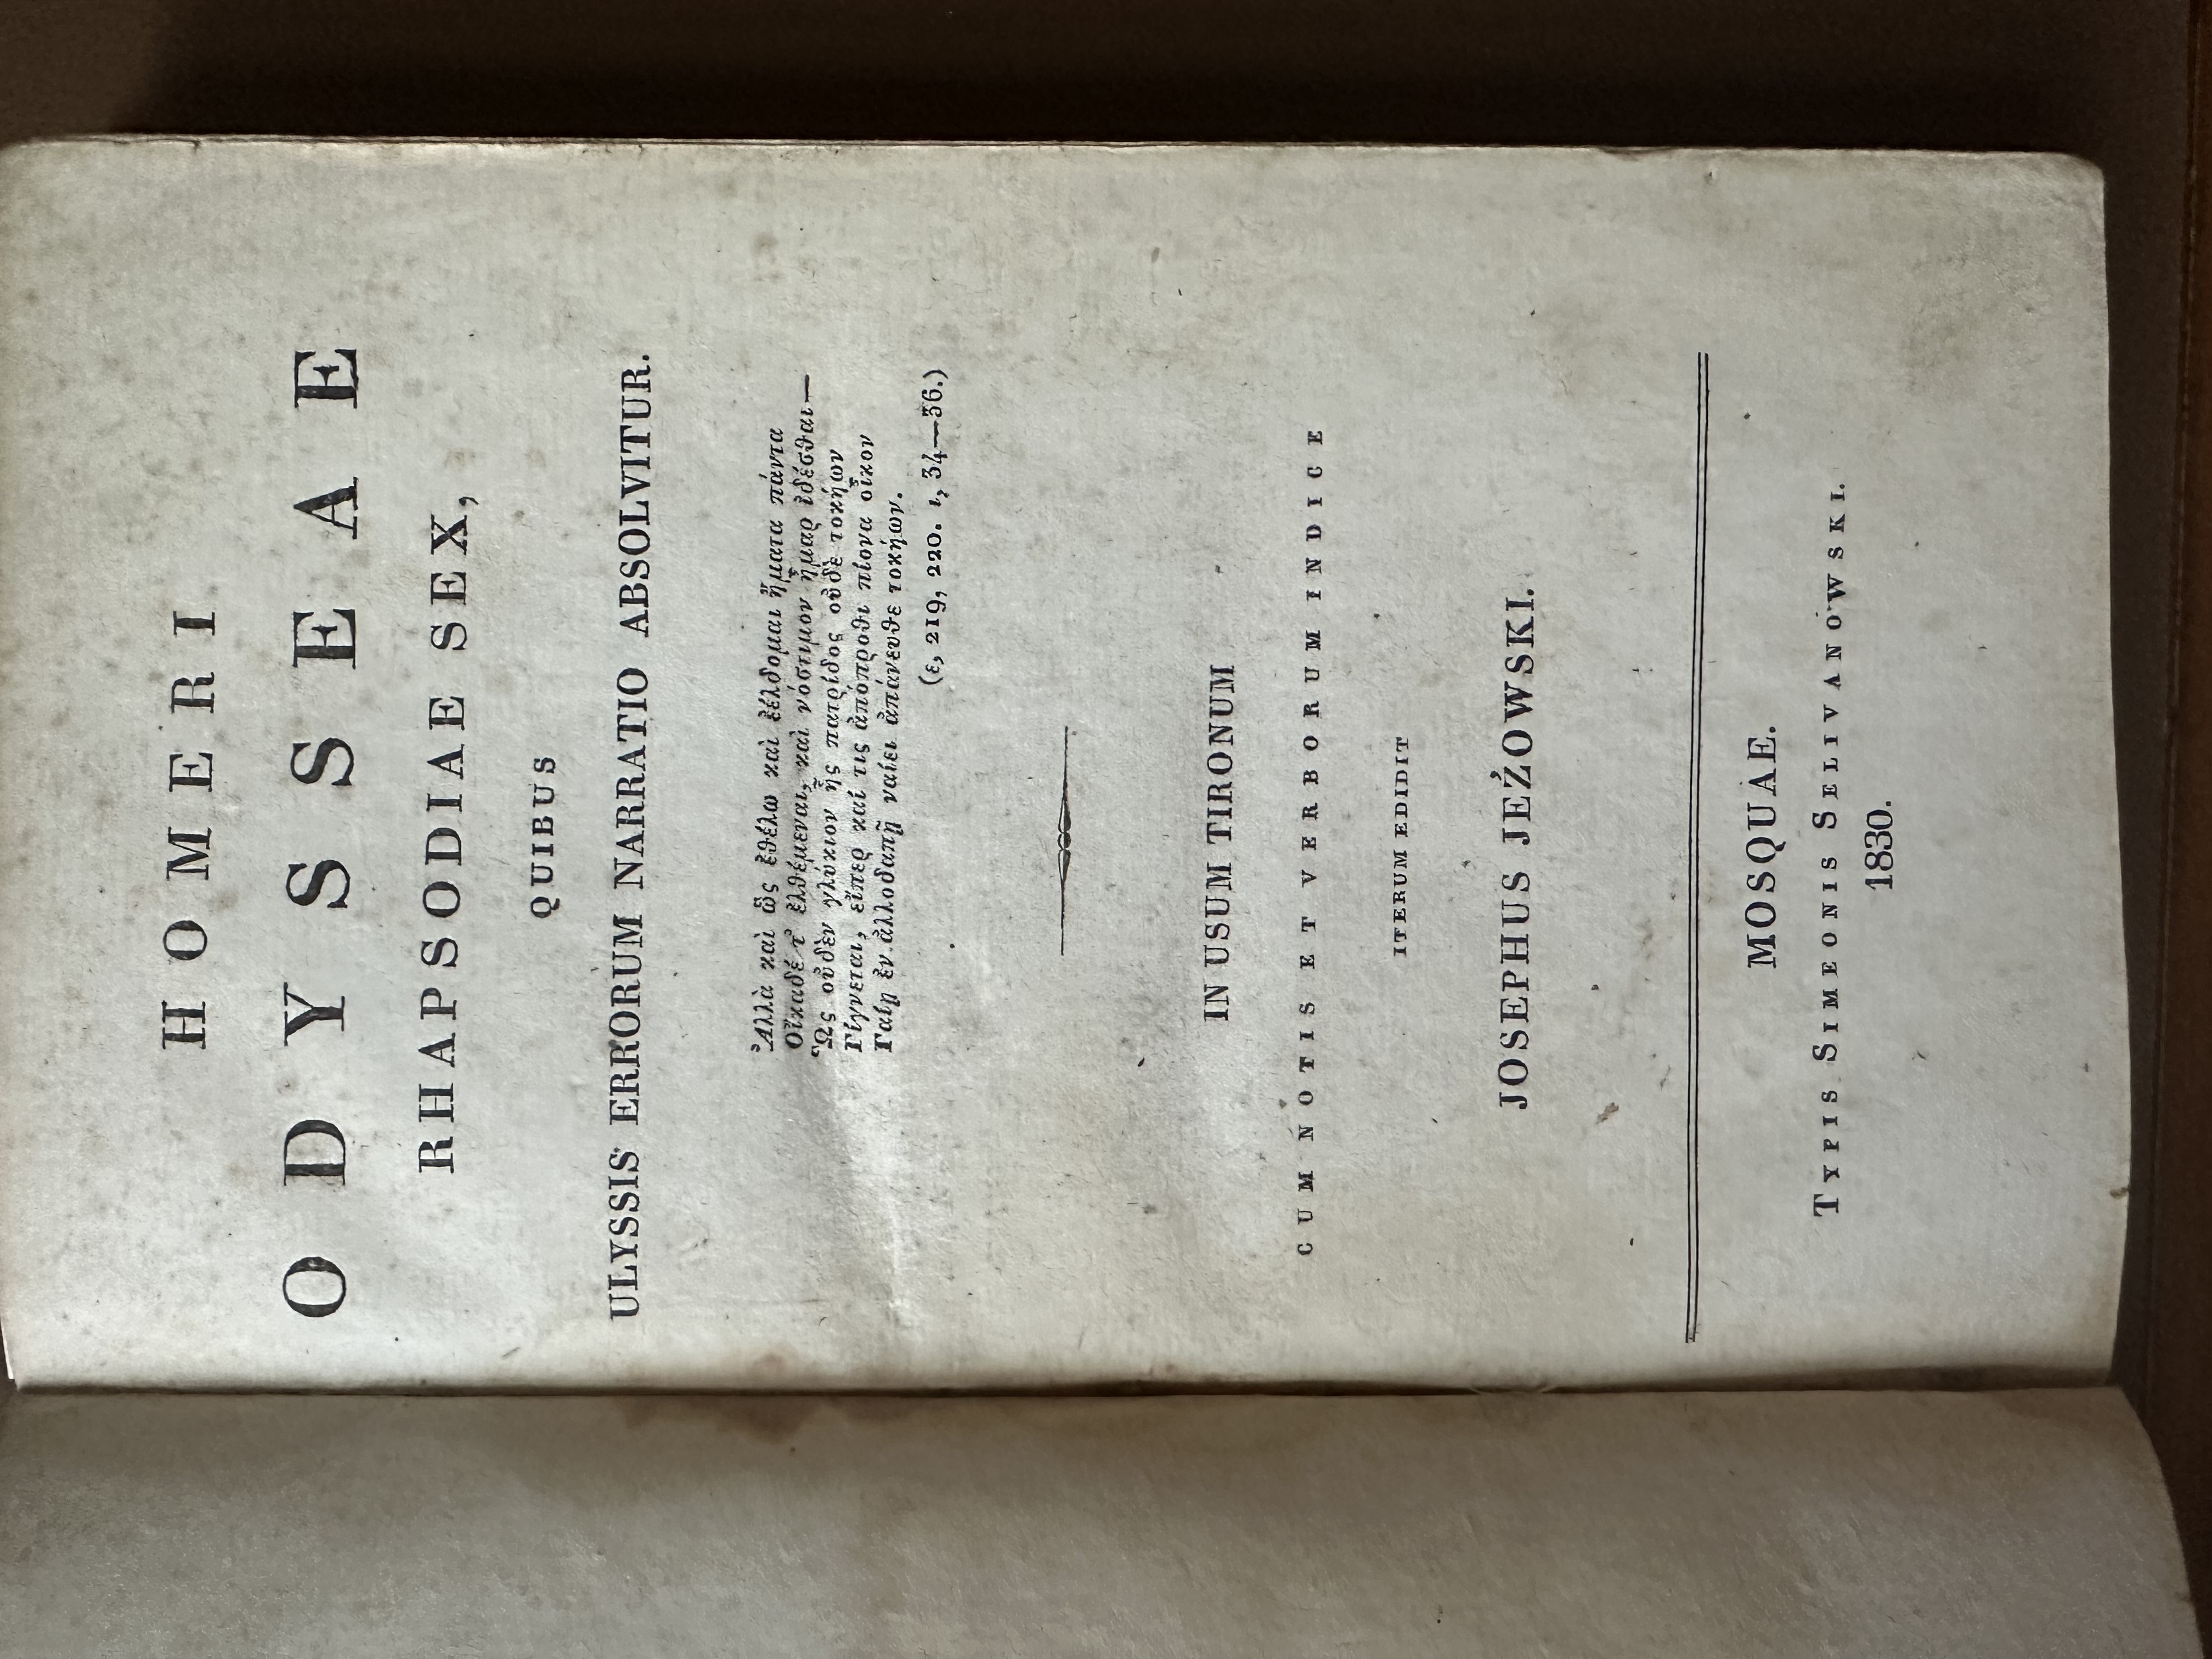 HOMERI
ODYSSEAE
RHAPSODIAE SEX,
QUIBUS
ULYSSIS ERRORUM NARRATIO ABSOLVITUR.
Ἀλλὰ καὶ ὣς ἐθέλω καὶ ἐέλδομαι ἤματα πάντα
Οἴκαδέ τ' ἐλθέμεναι, καὶ νόστιμον ἦμαρ ἰδέσθαι—
Ὣς οὐδὲν γλύκιον ἧς πατρίδος οὐδὲ τοκήων
Γίγνεται, εἴπερ καί τις ἀπόπροθι πίονα οἶκον
Γαίῃ ἐν ἀλλοδαπῇ ναίει ἀπάνευθε τοκήων.
(ε, 219, 220. ι, 34—36.)
IN USUM TIRONUM
CUM NOTIS ET VERBORUM INDICE
ITERUM EDIDIT
JOSEPHUS JEŻOWSKI.
MOSQUAE.
TYPIS SIMEONIS SELIVANOWSKI.
1830.